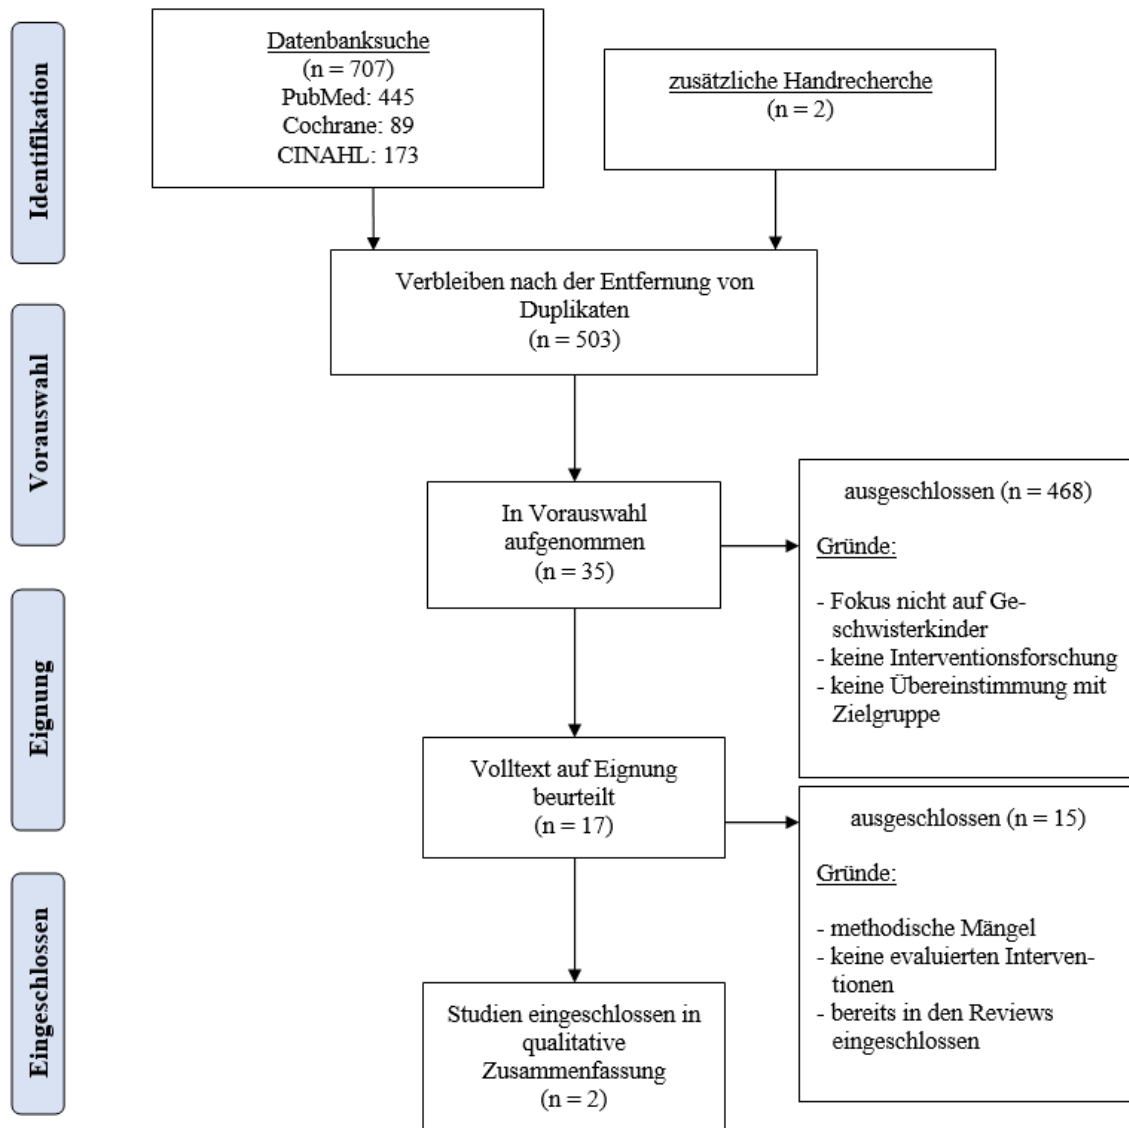 Identifikation
Datenbanksuche
(n = 707)
PubMed: 445
Cochrane: 89
CINAHL: 173
zusätzliche Handrecherche
(n = 2)
Verbleiben nach der Entfernung von
Duplikaten
(n = 503)
Vorauswahl
In Vorauswahl
aufgenommen
(n = 35)
ausgeschlossen (n = 468)
Gründe:
- Fokus nicht auf Ge-
schwisterkinder
- keine Interventionsforschung
- keine Übereinstimmung mit
Zielgruppe
Eignung
Volltext auf Eignung
beurteilt
(n = 17)
ausgeschlossen (n = 15)
Gründe:
- methodische Mängel
- keine evaluierten Interven-
tionen
- bereits in den Reviews
eingeschlossen
Eingeschlossen
Studien eingeschlossen in
qualitative
Zusammenfassung
(n = 2)